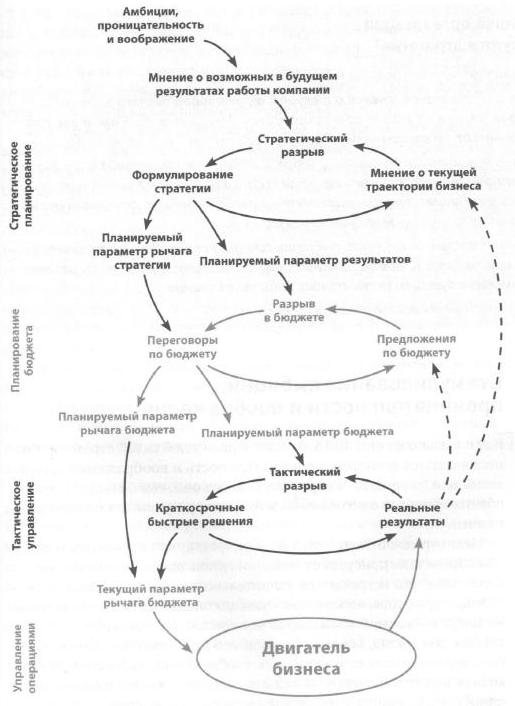 Амбиции,
проницательность
и воображение
Мнение о возможных в будущем
результатах работы компании
Стратегический
разрыв
Формулирование
стратегии
Мнение о текущей
траектории бизнеса
Стратегическое
планирование
Планируемый
параметр рычага
стратегии
Планируемый параметр результатов
Разрыв
в бюджете
Переговоры
по бюджету
Предложения
по бюджету
Планирование
бюджета
Планируемый параметр
рычага бюджета
Планируемый параметр бюджета
Тактический
разрыв
Краткосрочные
быстрые решения
Реальные
результаты
Тактическое
управление
Текущий параметр
рычага бюджета
Двигатель
бизнеса
Управление
операциями